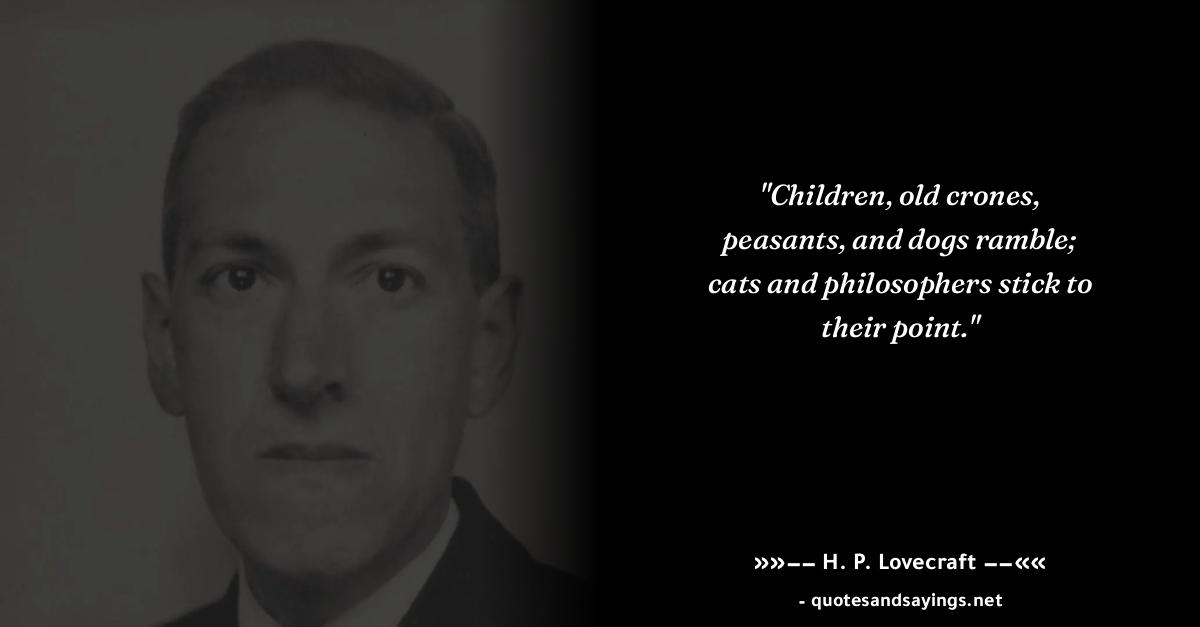 "Children, old crones,
peasants, and dogs ramble;
cats and philosophers stick to
their point."
»»–– H. P. Lovecraft ––««
- quotesandsayings.net